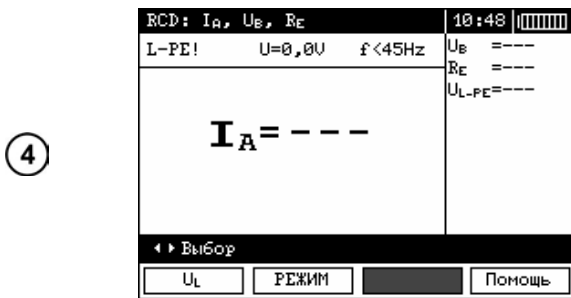 RCD: IA, UB, RE 10:48
L-PE! U=0,0V f<45Hz
UB =---
RE =---
UL-PE=---
IA=---
4
Выбор
UL РЕЖИМ Помощь